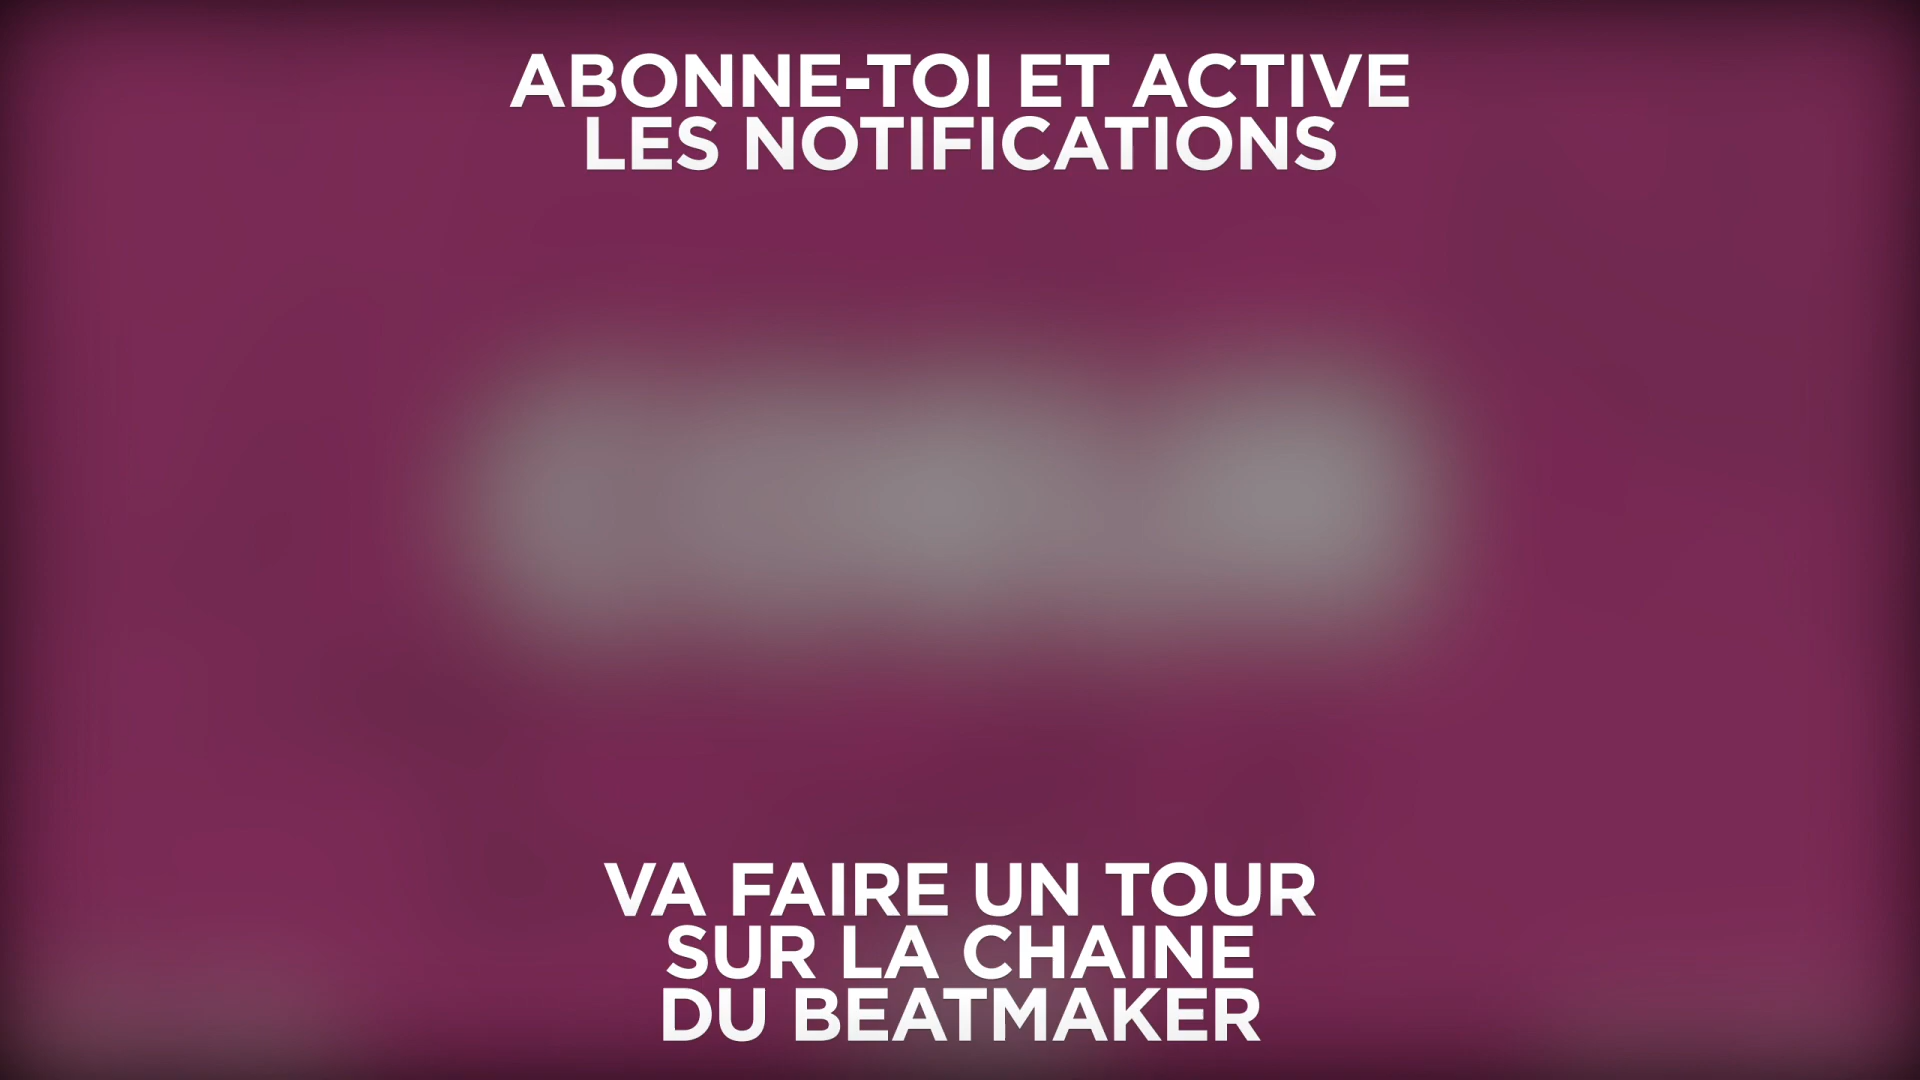 ABONNE-TOI ET ACTIVE
LES NOTIFICATIONS
VA FAIRE UN TOUR
SUR LA CHAINE
DU BEATMAKER